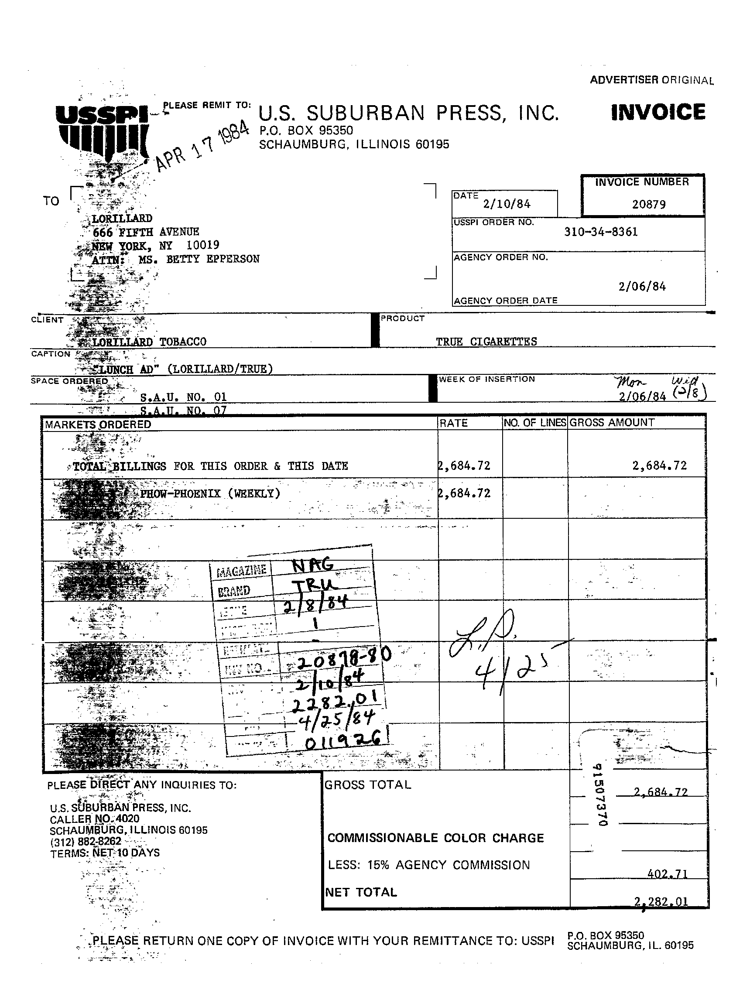 ADVERTISER ORIGINAL
USSPI
PLEASE REMIT TO:
U.S. SUBURBAN PRESS, INC.
INVOICE
P.O. BOX 95350
SCHAUMBURG, ILLINOIS 60195
APR 17 1984
INVOICE NUMBER
20879
DATE
2/10/84
TO
LORILLARD
666 FIFTH AVENUE
NEW YORK, NY 10019
ATTN: MS. BETTY EPPERSON
USSPI ORDER NO.
310-34-8361
AGENCY ORDER NO.
2/06/84
AGENCY ORDER DATE
CLIENT
LORILLARD TOBACCO
PRODUCT
TRUE CIGARETTES
CAPTION
"LUNCH AD" (LORILLARD/TRUE)
SPACE ORDERED
S.A.U. NO. 01
S.A.U. NO. 07
WEEK OF INSERTION
Mon
2/06/84 (2/8)
MARKETS ORDERED RATE NO. OF LINES GROSS AMOUNT
TOTAL BILLINGS FOR THIS ORDER & THIS DATE 2,684.72 2,684.72
PHOW-PHOENIX (WEEKLY) 2,684.72
MAGAZINE NAG
BRAND TRU
ISSUE 2/8/84
1
INV NO. 20878-80
2/10/84
2282.01
4/25/84
011926
L.P.
4/25
91507370
PLEASE DIRECT ANY INQUIRIES TO:
U.S. SUBURBAN PRESS, INC.
CALLER NO. 4020
SCHAUMBURG, ILLINOIS 60195
(312) 882-8262
TERMS: NET 10 DAYS
GROSS TOTAL 2,684.72
COMMISSIONABLE COLOR CHARGE
LESS: 15% AGENCY COMMISSION 402.71
NET TOTAL 2,282.01
PLEASE RETURN ONE COPY OF INVOICE WITH YOUR REMITTANCE TO: USSPI
P.O. BOX 95350
SCHAUMBURG, IL. 60195